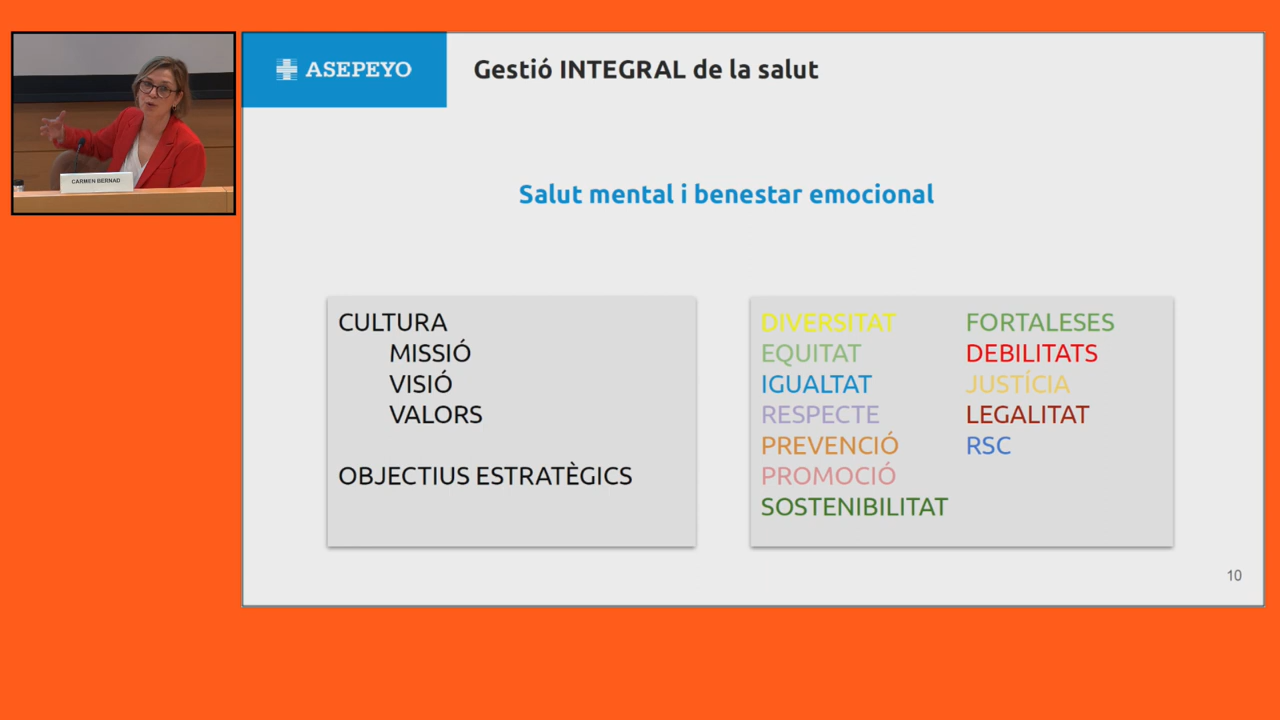 CARMEN BERNAD
ASEPEYO
Gestió INTEGRAL de la salut
Salut mental i benestar emocional
CULTURA
MISSIÓ
VISIÓ
VALORS
OBJECTIUS ESTRATÈGICS
DIVERSITAT
EQUITAT
IGUALTAT
RESPECTE
PREVENCIÓ
PROMOCIÓ
SOSTENIBILITAT
FORTALESES
DEBILITATS
JUSTÍCIA
LEGALITAT
RSC
10